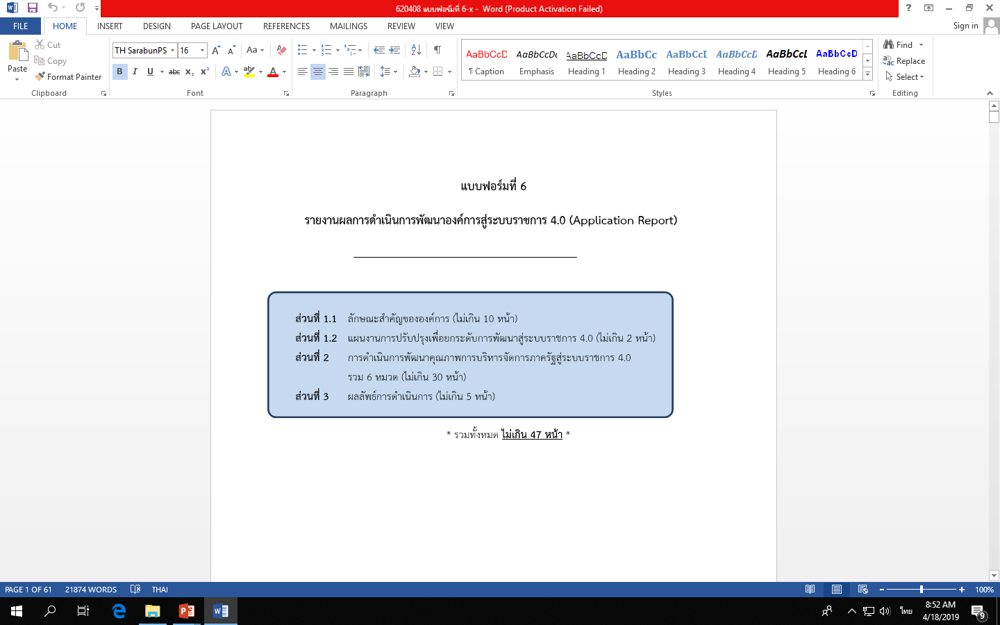 620408 แบบฟอร์มที่ 6-x - Word (Product Activation Failed)
FILE HOME INSERT DESIGN PAGE LAYOUT REFERENCES MAILINGS REVIEW VIEW Sign in
Paste
Cut
Copy
Format Painter
Clipboard
TH SarabunPS 16
Font
Paragraph
AaBbCcD AaBbCcDc AaBbCcD AaBbCc AaBbCcI AaBbCcD AaBbCcL AaBbCcD
¶ Caption Emphasis Heading 1 Heading 2 Heading 3 Heading 4 Heading 5 Heading 6
Styles
Find
Replace
Select
Editing
แบบฟอร์มที่ 6
รายงานผลการดำเนินการพัฒนาองค์การสู่ระบบราชการ 4.0 (Application Report)
ส่วนที่ 1.1 ลักษณะสำคัญขององค์การ (ไม่เกิน 10 หน้า)
ส่วนที่ 1.2 แผนงานการปรับปรุงเพื่อยกระดับการพัฒนาสู่ระบบราชการ 4.0 (ไม่เกิน 2 หน้า)
ส่วนที่ 2 การดำเนินการพัฒนาคุณภาพการบริหารจัดการภาครัฐสู่ระบบราชการ 4.0
รวม 6 หมวด (ไม่เกิน 30 หน้า)
ส่วนที่ 3 ผลลัพธ์การดำเนินการ (ไม่เกิน 5 หน้า)
* รวมทั้งหมด ไม่เกิน 47 หน้า *
PAGE 1 OF 61 21874 WORDS THAI 100%
ไทย
8:52 AM
4/18/2019
9